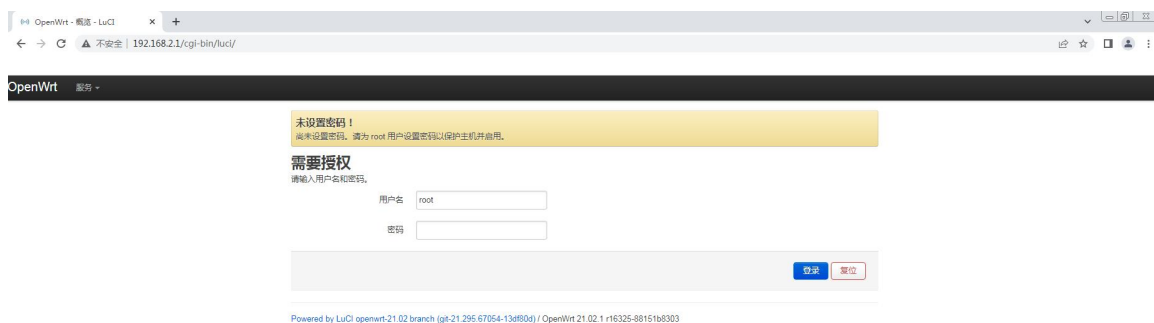 OpenWrt - 概览 - LuCI
不安全 | 192.168.2.1/cgi-bin/luci/
OpenWrt 服务
未设置密码！
尚未设置密码。请为 root 用户设置密码以保护主机并启用。
需要授权
请输入用户名和密码。
用户名 root
密码
登录 复位
Powered by LuCI openwrt-21.02 branch (git-21.295.67054-13df80d) / OpenWrt 21.02.1 r16325-88151b8303